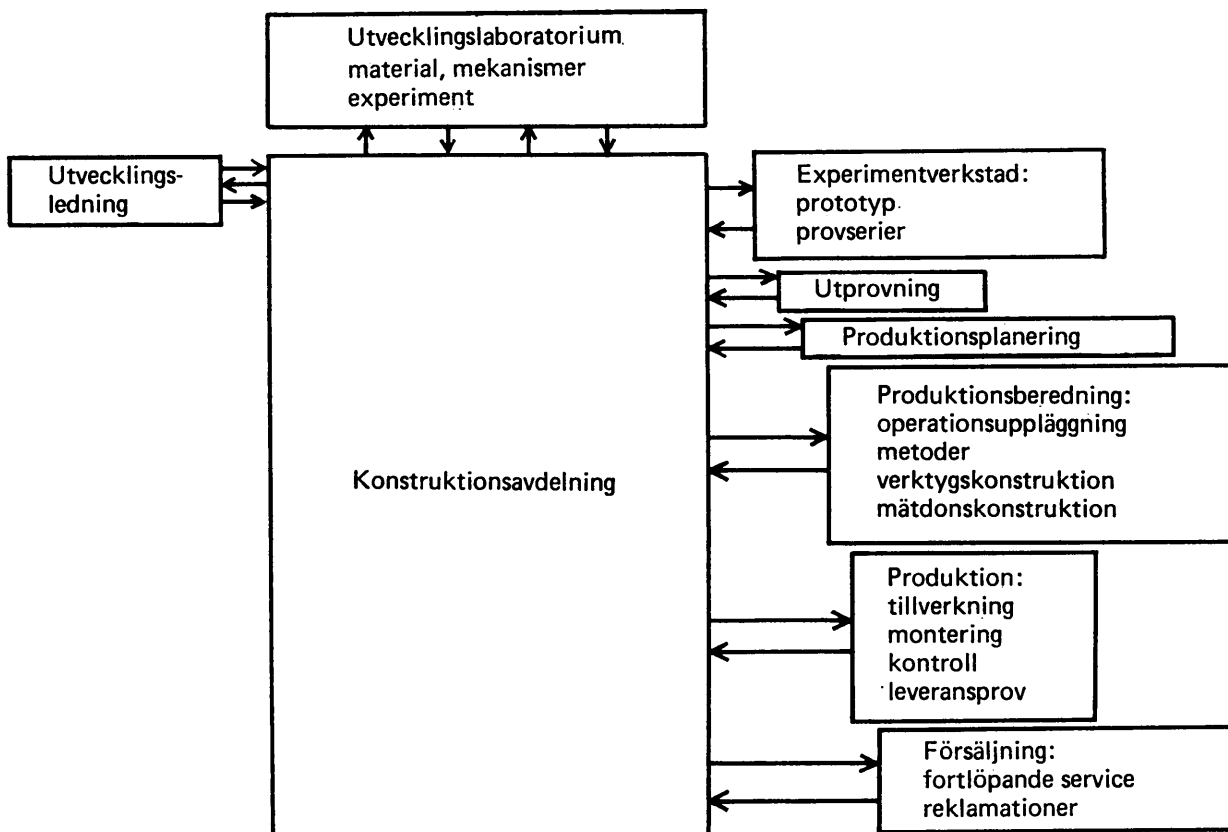 Utvecklingslaboratorium
material, mekanismer
experiment
Utvecklings-
ledning
Experimentverkstad:
prototyp
provserier
Utprovning
Produktionsplanering
Produktionsberedning:
operationsuppläggning
metoder
verktygskonstruktion
mätdonskonstruktion
Konstruktionsavdelning
Produktion:
tillverkning
montering
kontroll
leveransprov
Försäljning:
fortlöpande service
reklamationer